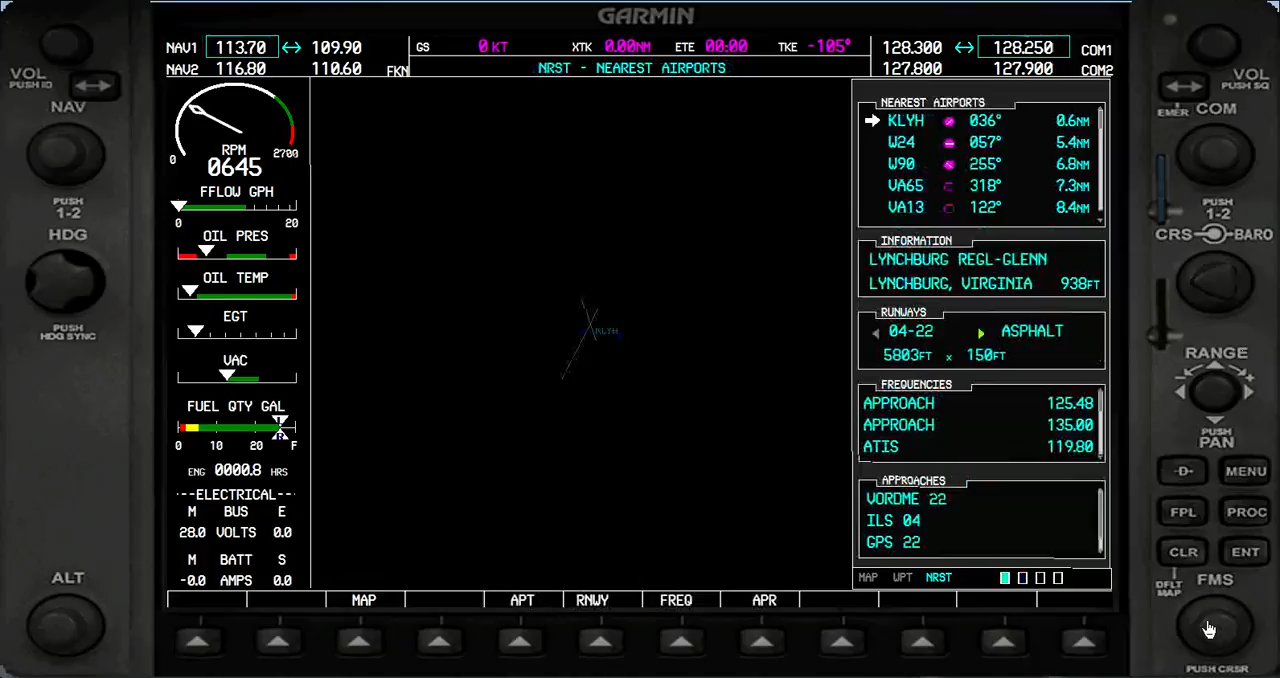 GARMIN
NAV1 113.70 ↔ 109.90 GS 0 KT XTK 0.00NM ETE 00:00 TKE -105° 128.300 ↔ 128.250 COM1
NAV2 116.80 110.60 FKN NRST - NEAREST AIRPORTS 127.800 127.900 COM2
VOL
PUSH ID
NAV
PUSH
1-2
HDG
PUSH
HDG SYNC
ALT
RPM
0 2700
0645
FFLOW GPH
0 20
OIL PRES
OIL TEMP
EGT
VAC
FUEL QTY GAL
L
R
0 10 20 F
ENG 0000.8 HRS
--ELECTRICAL--
M BUS E
28.0 VOLTS 0.0
M BATT S
-0.0 AMPS 0.0
KLYH
NEAREST AIRPORTS
KLYH 036° 0.6NM
W24 057° 5.4NM
W90 255° 6.8NM
VA65 318° 7.3NM
VA13 122° 8.4NM
INFORMATION
LYNCHBURG REGL-GLENN
LYNCHBURG, VIRGINIA 938FT
RUNWAYS
04-22 ASPHALT
5803FT x 150FT
FREQUENCIES
APPROACH 125.48
APPROACH 135.00
ATIS 119.80
APPROACHES
VORDME 22
ILS 04
GPS 22
MAP WPT NRST
MAP APT RNWY FREQ APR
VOL
PUSH SQ
EMER COM
PUSH
1-2
CRS BARO
RANGE
- +
PUSH
PAN
-D- MENU
FPL PROC
CLR ENT
DFLT MAP
FMS
PUSH CRSR